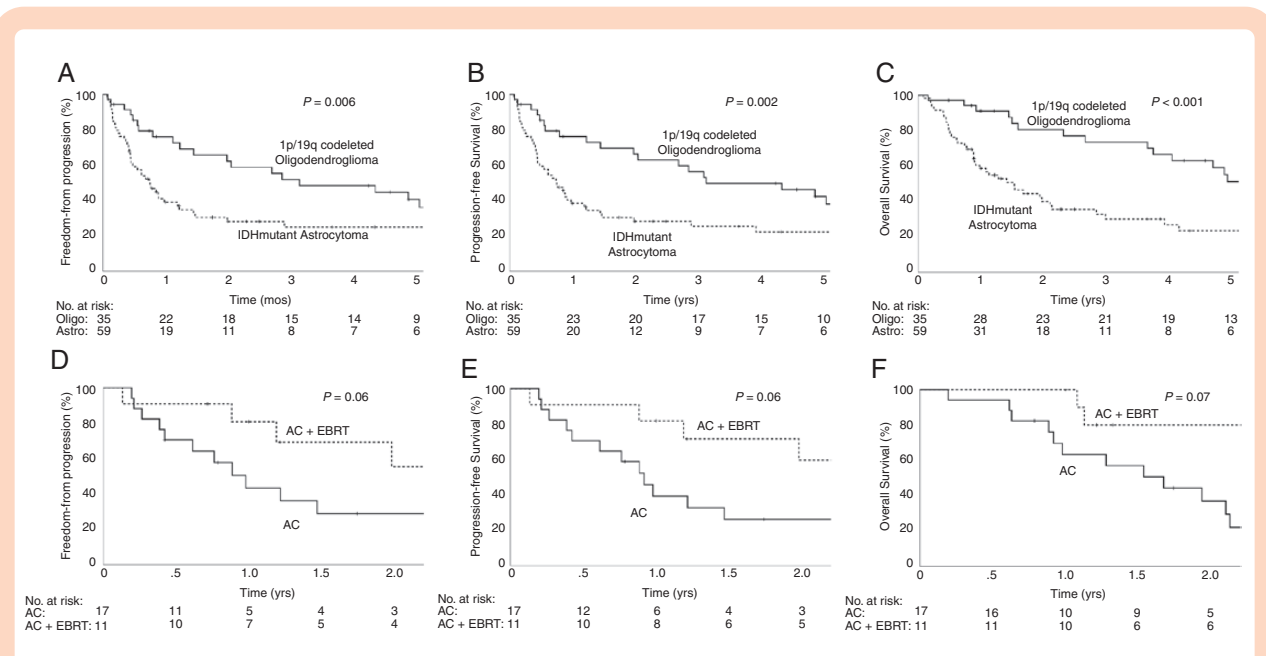 A
Freedom-from progression (%)
100
80
60
40
20
0
P = 0.006
1p/19q codeleted
Oligodendroglioma
IDHmutant Astrocytoma
0 1 2 3 4 5
Time (mos)
No. at risk:
Oligo: 35 22 18 15 14 9
Astro: 59 19 11 8 7 6
B
Progression-free Survival (%)
100
80
60
40
20
0
P = 0.002
1p/19q codeleted
Oligodendroglioma
IDHmutant
Astrocytoma
0 1 2 3 4 5
Time (yrs)
No. at risk:
Oligo: 35 23 20 17 15 10
Astro: 59 20 12 9 7 6
C
Overall Survival (%)
100
80
60
40
20
0
P < 0.001
1p/19q codeleted
Oligodendroglioma
IDHmutant
Astrocytoma
0 1 2 3 4 5
Time (yrs)
No. at risk:
Oligo: 35 28 23 21 19 13
Astro: 59 31 18 11 8 6
D
Freedom-from progression (%)
100
80
60
40
20
0
P = 0.06
AC + EBRT
AC
0 .5 1.0 1.5 2.0
Time (yrs)
No. at risk:
AC: 17 11 5 4 3
AC + EBRT: 11 10 7 5 4
E
Progression-free Survival (%)
100
80
60
40
20
0
P = 0.06
AC + EBRT
AC
0 .5 1.0 1.5 2.0
Time (yrs)
No. at risk:
AC: 17 12 6 4 3
AC + EBRT: 11 10 8 6 5
F
Overall Survival (%)
100
80
60
40
20
0
P = 0.07
AC + EBRT
AC
0 .5 1.0 1.5 2.0
Time (yrs)
No. at risk:
AC: 17 16 10 9 5
AC + EBRT: 11 11 10 6 6